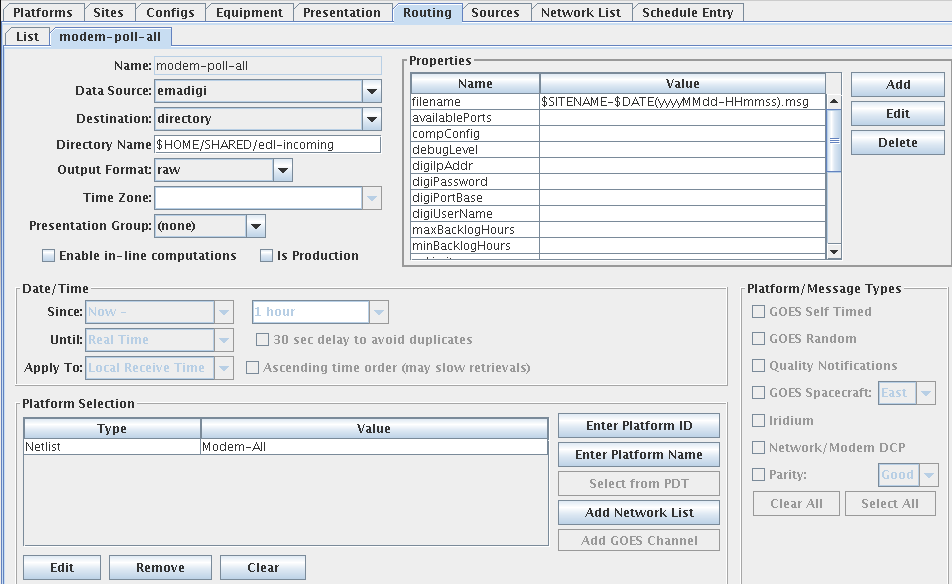 Platforms Sites Configs Equipment Presentation Routing Sources Network List Schedule Entry
List modem-poll-all
Name: modem-poll-all
Data Source: emadigi
Destination: directory
Directory Name $HOME/SHARED/edl-incoming
Output Format: raw
Time Zone:
Presentation Group: (none)
Enable in-line computations Is Production
Properties
Name Value
filename $SITENAME-$DATE(yyyyMMdd-HHmmss).msg
availablePorts
compConfig
debugLevel
digiIpAddr
digiPassword
digiPortBase
digiUserName
maxBacklogHours
minBacklogHours
Add
Edit
Delete
Date/Time
Since: Now - 1 hour
Until: Real Time 30 sec delay to avoid duplicates
Apply To: Local Receive Time Ascending time order (may slow retrievals)
Platform/Message Types
GOES Self Timed
GOES Random
Quality Notifications
GOES Spacecraft: East
Iridium
Network/Modem DCP
Parity: Good
Clear All Select All
Platform Selection
Type Value
Netlist Modem-All
Enter Platform ID
Enter Platform Name
Select from PDT
Add Network List
Add GOES Channel
Edit Remove Clear